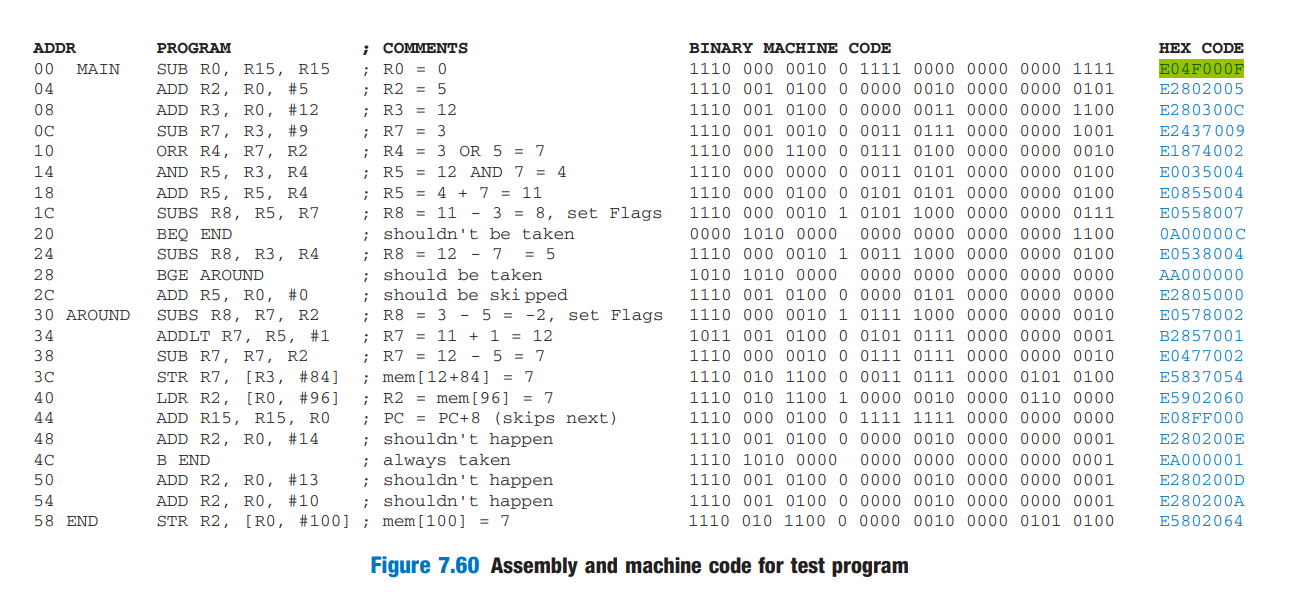 ADDR PROGRAM ; COMMENTS BINARY MACHINE CODE HEX CODE
00 MAIN SUB R0, R15, R15 ; R0 = 0 1110 000 0010 0 1111 0000 0000 0000 1111 E04F000F
04 ADD R2, R0, #5 ; R2 = 5 1110 001 0100 0 0000 0010 0000 0000 0101 E2802005
08 ADD R3, R0, #12 ; R3 = 12 1110 001 0100 0 0000 0011 0000 0000 1100 E280300C
0C SUB R7, R3, #9 ; R7 = 3 1110 001 0010 0 0011 0111 0000 0000 1001 E2437009
10 ORR R4, R7, R2 ; R4 = 3 OR 5 = 7 1110 000 1100 0 0111 0100 0000 0000 0010 E1874002
14 AND R5, R3, R4 ; R5 = 12 AND 7 = 4 1110 000 0000 0 0011 0101 0000 0000 0100 E0035004
18 ADD R5, R5, R4 ; R5 = 4 + 7 = 11 1110 000 0100 0 0101 0101 0000 0000 0100 E0855004
1C SUBS R8, R5, R7 ; R8 = 11 - 3 = 8, set Flags 1110 000 0010 1 0101 1000 0000 0000 0111 E0558007
20 BEQ END ; shouldn't be taken 0000 1010 0000 0000 0000 0000 0000 1100 0A00000C
24 SUBS R8, R3, R4 ; R8 = 12 - 7 = 5 1110 000 0010 1 0011 1000 0000 0000 0100 E0538004
28 BGE AROUND ; should be taken 1010 1010 0000 0000 0000 0000 0000 0000 AA000000
2C ADD R5, R0, #0 ; should be skipped 1110 001 0100 0 0000 0101 0000 0000 0000 E2805000
30 AROUND SUBS R8, R7, R2 ; R8 = 3 - 5 = -2, set Flags 1110 000 0010 1 0111 1000 0000 0000 0010 E0578002
34 ADDLT R7, R5, #1 ; R7 = 11 + 1 = 12 1011 001 0100 0 0101 0111 0000 0000 0001 B2857001
38 SUB R7, R7, R2 ; R7 = 12 - 5 = 7 1110 000 0010 0 0111 0111 0000 0000 0010 E0477002
3C STR R7, [R3, #84] ; mem[12+84] = 7 1110 010 1100 0 0011 0111 0000 0101 0100 E5837054
40 LDR R2, [R0, #96] ; R2 = mem[96] = 7 1110 010 1100 1 0000 0010 0000 0110 0000 E5902060
44 ADD R15, R15, R0 ; PC = PC+8 (skips next) 1110 000 0100 0 1111 1111 0000 0000 0000 E08FF000
48 ADD R2, R0, #14 ; shouldn't happen 1110 001 0100 0 0000 0010 0000 0000 0001 E280200E
4C B END ; always taken 1110 1010 0000 0000 0000 0000 0000 0001 EA000001
50 ADD R2, R0, #13 ; shouldn't happen 1110 001 0100 0 0000 0010 0000 0000 0001 E280200D
54 ADD R2, R0, #10 ; shouldn't happen 1110 001 0100 0 0000 0010 0000 0000 0001 E280200A
58 END STR R2, [R0, #100] ; mem[100] = 7 1110 010 1100 0 0000 0010 0000 0101 0100 E5802064
Figure 7.60 Assembly and machine code for test program